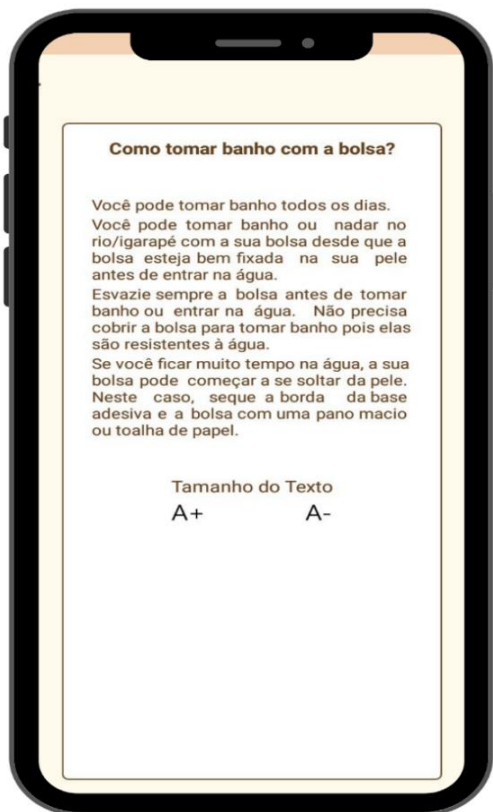 Como tomar banho com a bolsa?
Você pode tomar banho todos os dias.
Você pode tomar banho ou nadar no
rio/igarapé com a sua bolsa desde que a
bolsa esteja bem fixada na sua pele
antes de entrar na água.
Esvazie sempre a bolsa antes de tomar
banho ou entrar na água. Não precisa
cobrir a bolsa para tomar banho pois elas
são resistentes à água.
Se você ficar muito tempo na água, a sua
bolsa pode começar a se soltar da pele.
Neste caso, seque a borda da base
adesiva e a bolsa com uma pano macio
ou toalha de papel.
Tamanho do Texto
A+ A-